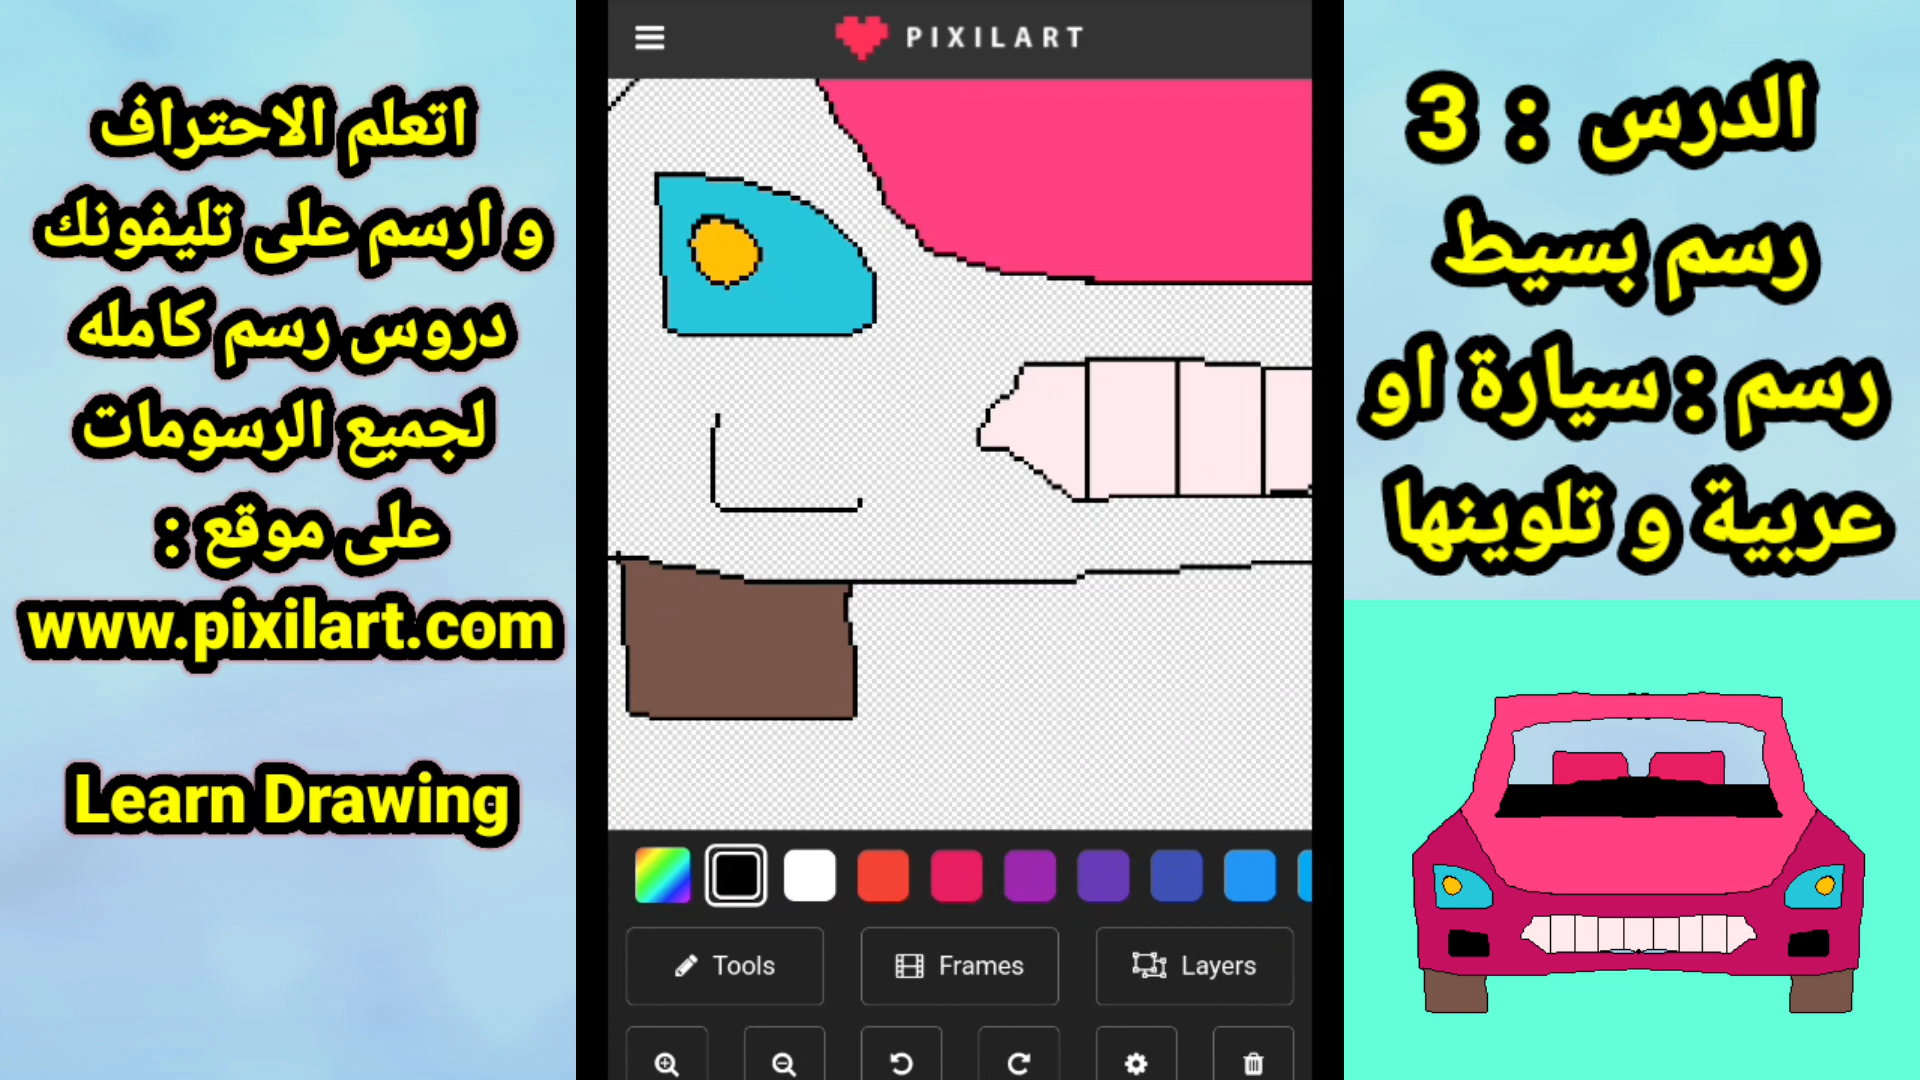 اتعلم الاحتراف
و ارسم على تليفونك
دروس رسم كامله
لجميع الرسومات
على موقع :
www.pixilart.com
Learn Drawing
PIXILART
Tools
Frames
Layers
الدرس : 3
رسم بسيط
رسم : سيارة او
عربية و تلوينها